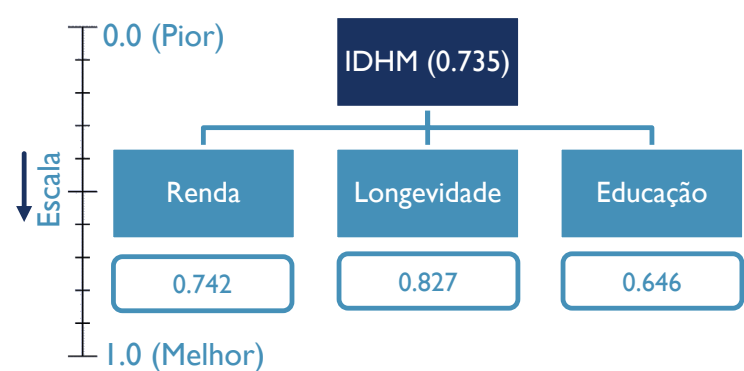 0.0 (Pior)
IDHM (0.735)
Escala
Renda
Longevidade
Educação
0.742
0.827
0.646
1.0 (Melhor)